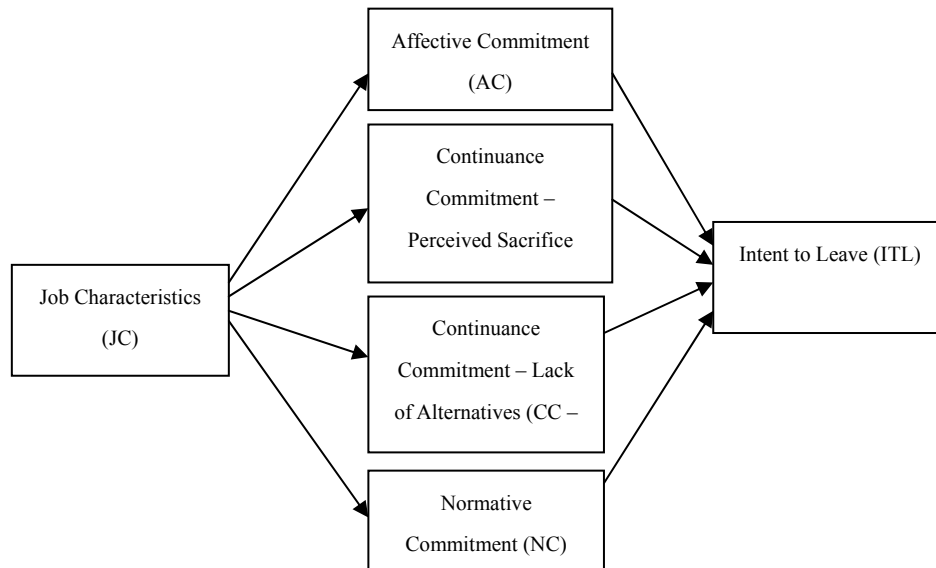 Affective Commitment
(AC)
Continuance
Commitment –
Perceived Sacrifice
Job Characteristics
(JC)
Continuance
Commitment – Lack
of Alternatives (CC –
Normative
Commitment (NC)
Intent to Leave (ITL)